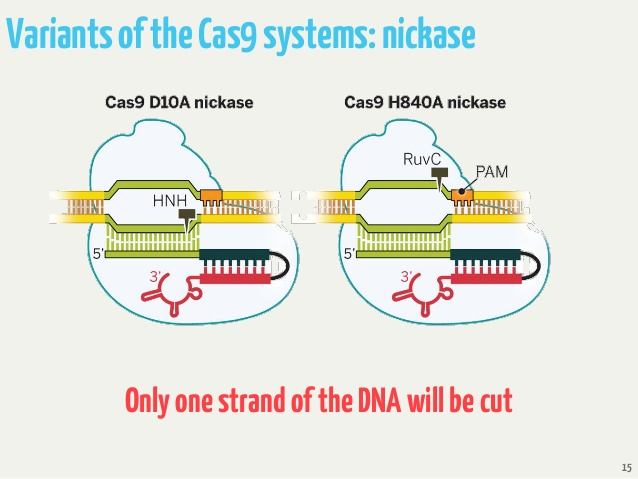 Variants of the Cas9 systems: nickase
Cas9 D10A nickase
Cas9 H840A nickase
HNH
5'
3'
RuvC
PAM
5'
3'
Only one strand of the DNA will be cut
15